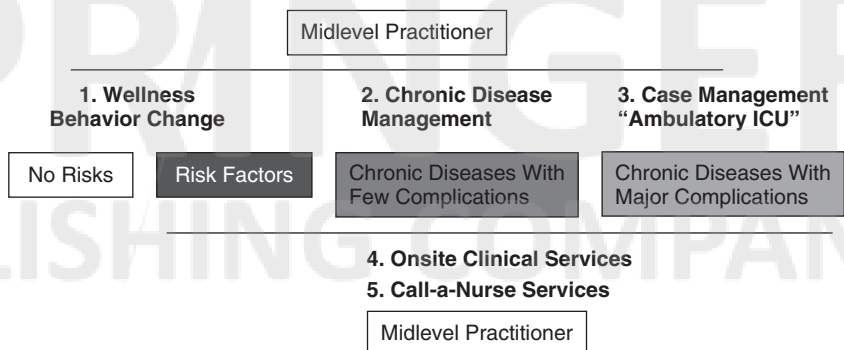 Midlevel Practitioner
1. Wellness
Behavior Change
2. Chronic Disease
Management
3. Case Management
“Ambulatory ICU”
No Risks
Risk Factors
Chronic Diseases With
Few Complications
Chronic Diseases With
Major Complications
4. Onsite Clinical Services
5. Call-a-Nurse Services
Midlevel Practitioner